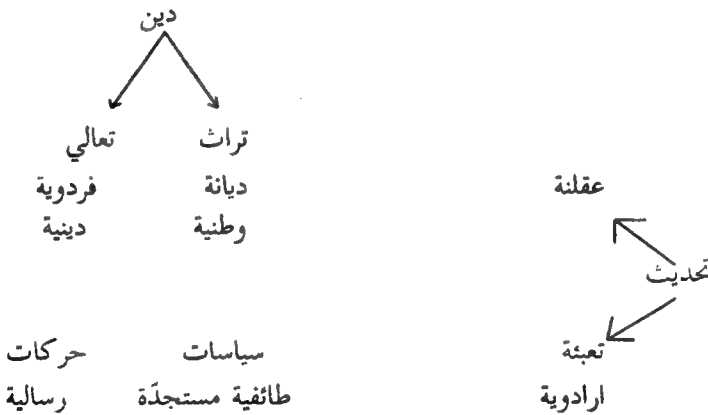 دين
تراث تعالي
عقلنة ديانة فردوية
وطنية دينية
تحديث
تعبئة سياسات حركات
ارادوية طائفية مستجدّة رسالية